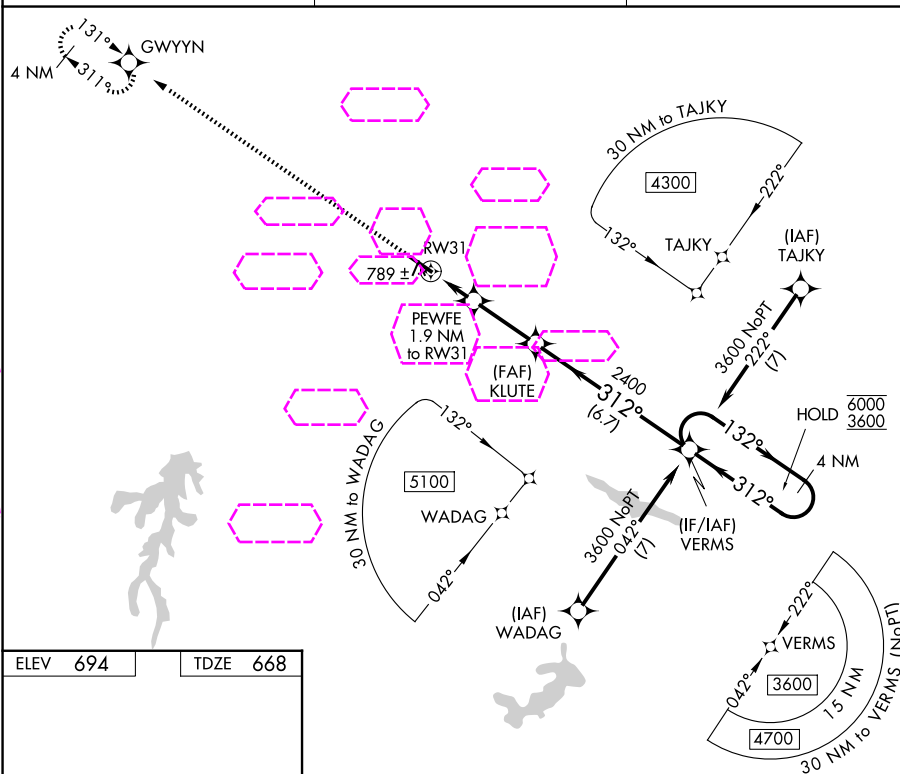 131°
GWYYN
4 NM
311°
30 NM to TAJKY
4300
222°
132°
TAJKY
(IAF)
TAJKY
RW31
789 ±
PEWFE
1.9 NM
to RW31
(FAF)
KLUTE
2400
312°
(6.7)
3600 NoPT
222°
(7)
HOLD
6000
3600
132°
4 NM
312°
(IF/IAF)
VERMS
30 NM to WADAG
132°
5100
WADAG
042°
3600 NoPT
042°
(7)
(IAF)
WADAG
222°
VERMS
042°
3600
15 NM
4700
30 NM to VERMS (NoPT)
ELEV 694
TDZE 668